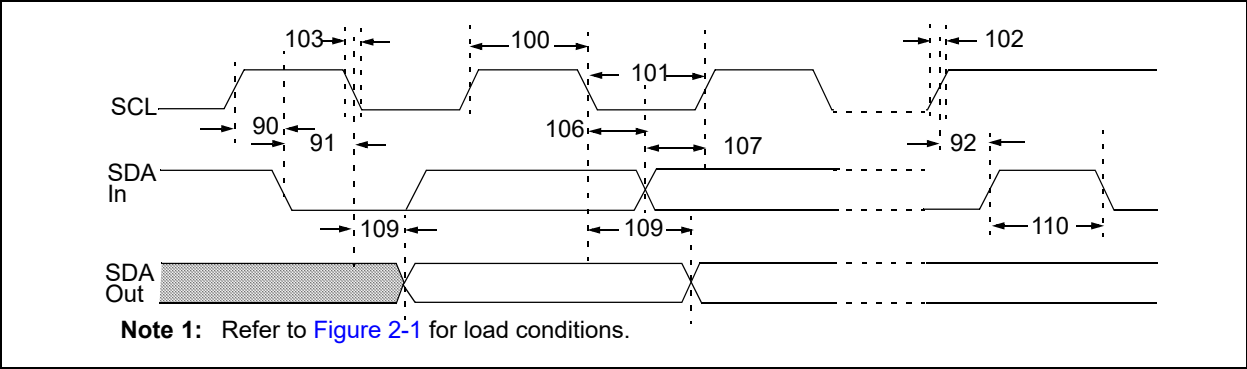 103
100
102
101
SCL
90
106
91
107
92
SDA
In
109
109
110
SDA
Out
Note 1: Refer to Figure 2-1 for load conditions.